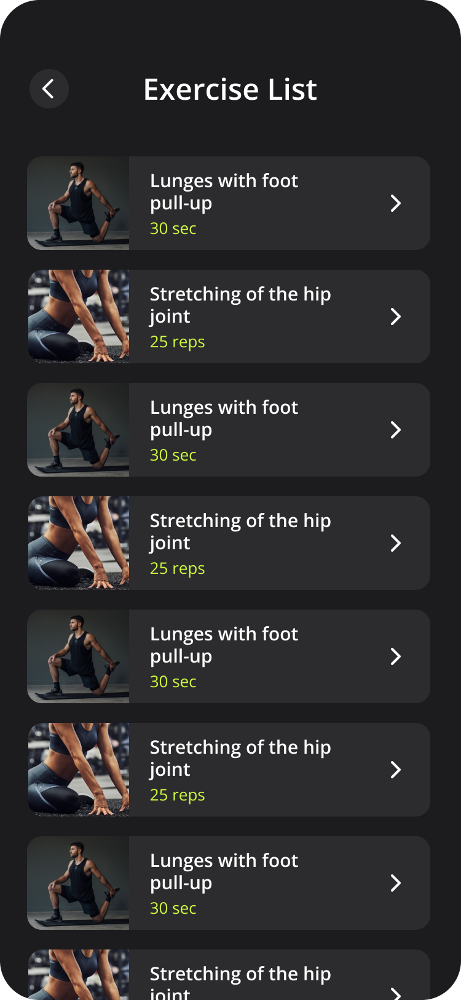 Exercise List
Lunges with foot
pull-up
30 sec
Stretching of the hip
joint
25 reps
Lunges with foot
pull-up
30 sec
Stretching of the hip
joint
25 reps
Lunges with foot
pull-up
30 sec
Stretching of the hip
joint
25 reps
Lunges with foot
pull-up
30 sec
Stretching of the hip
joint